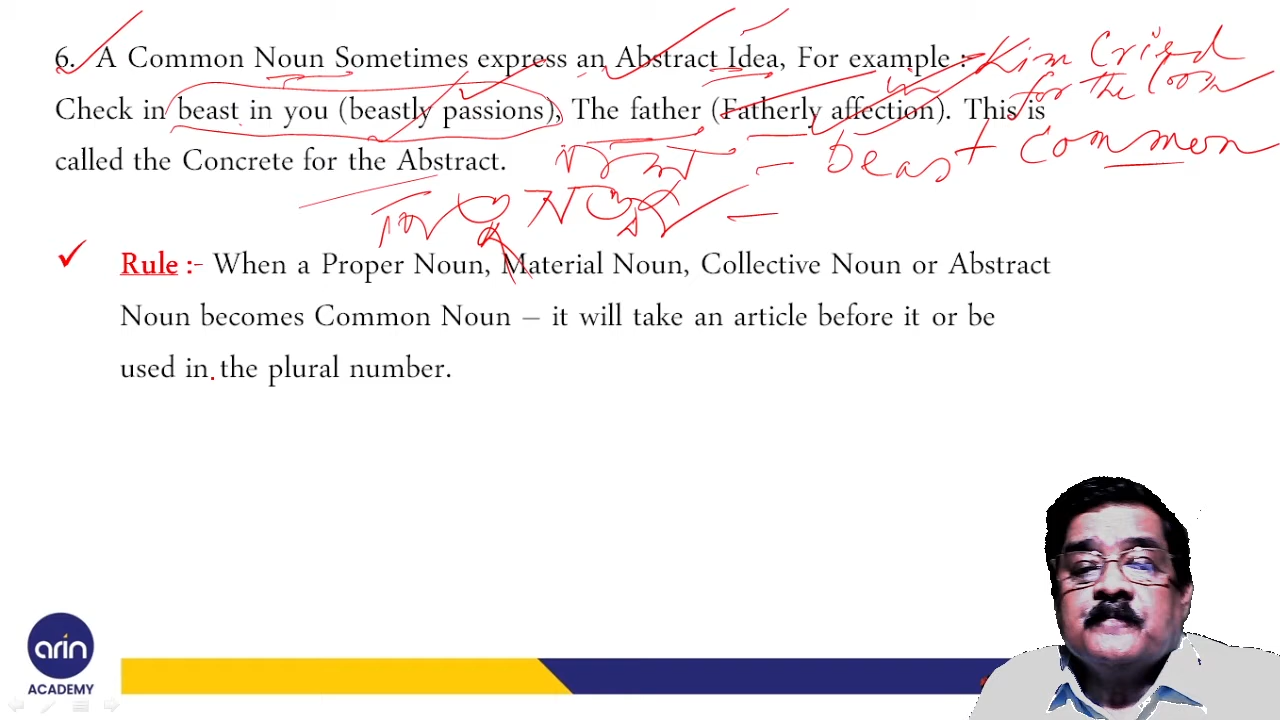 6. A Common Noun Sometimes express an Abstract Idea, For example :-
Check in beast in you (beastly passions), The father (Fatherly affection). This is
called the Concrete for the Abstract.
Kim Cried
in
for the
beast common
Rule :- When a Proper Noun, Material Noun, Collective Noun or Abstract
Noun becomes Common Noun – it will take an article before it or be
used in the plural number.
arin
ACADEMY